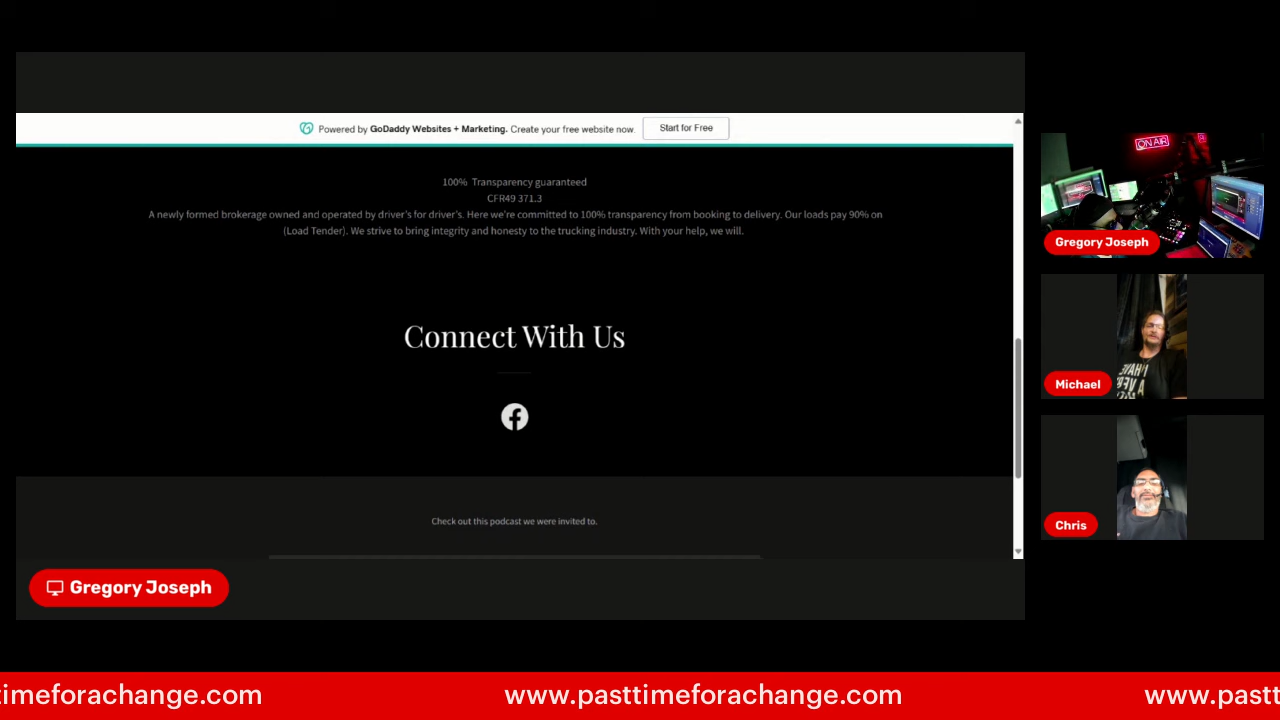 Powered by GoDaddy Websites + Marketing. Create your free website now. Start for Free
100% Transparency guaranteed
CFR49 371.3
A newly formed brokerage owned and operated by driver's for driver's. Here we're committed to 100% transparency from booking to delivery. Our loads pay 90% on
(Load Tender). We strive to bring integrity and honesty to the trucking industry. With your help, we will.
Connect With Us
Check out this podcast we were invited to.
Gregory Joseph
ON AIR
Gregory Joseph
Michael
Chris
timeforachange.com www.pasttimeforachange.com www.pastt